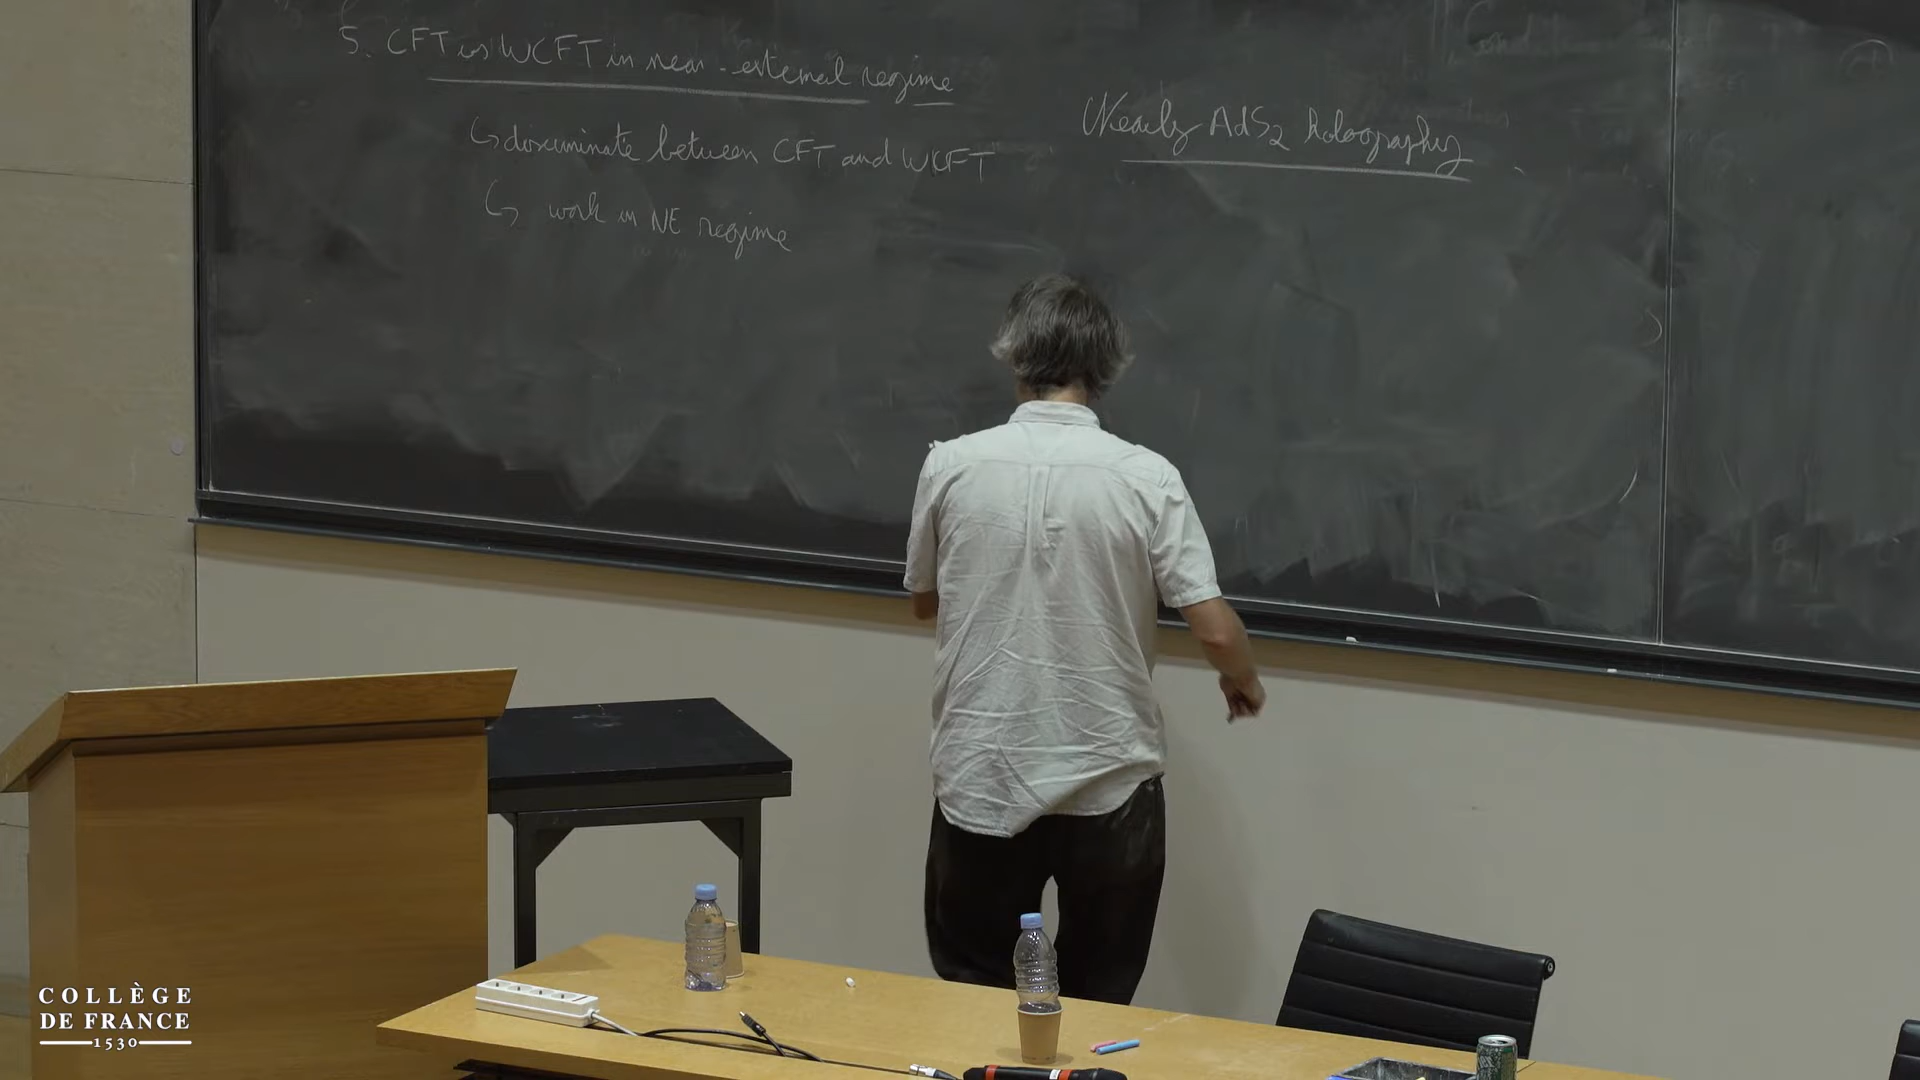 5. CFT vs WCFT in near-extremal regime
↳ discriminate between CFT and WCFT
↳ work in NE regime
Nearly AdS₂ holography
COLLÈGE
DE FRANCE
1530